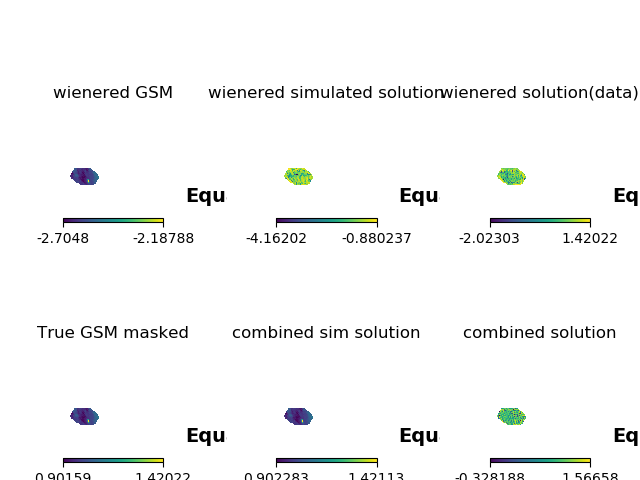 wienered GSM
wienered simulated solution
wienered solution(data)
Equ
Equ
Eq
-2.7048 -2.18788
-4.16202 -0.880237
-2.02303 1.42022
True GSM masked
combined sim solution
combined solution
Equ
Equ
Eq
0.90159 1.42022
0.902283 1.42113
-0.328188 1.56658